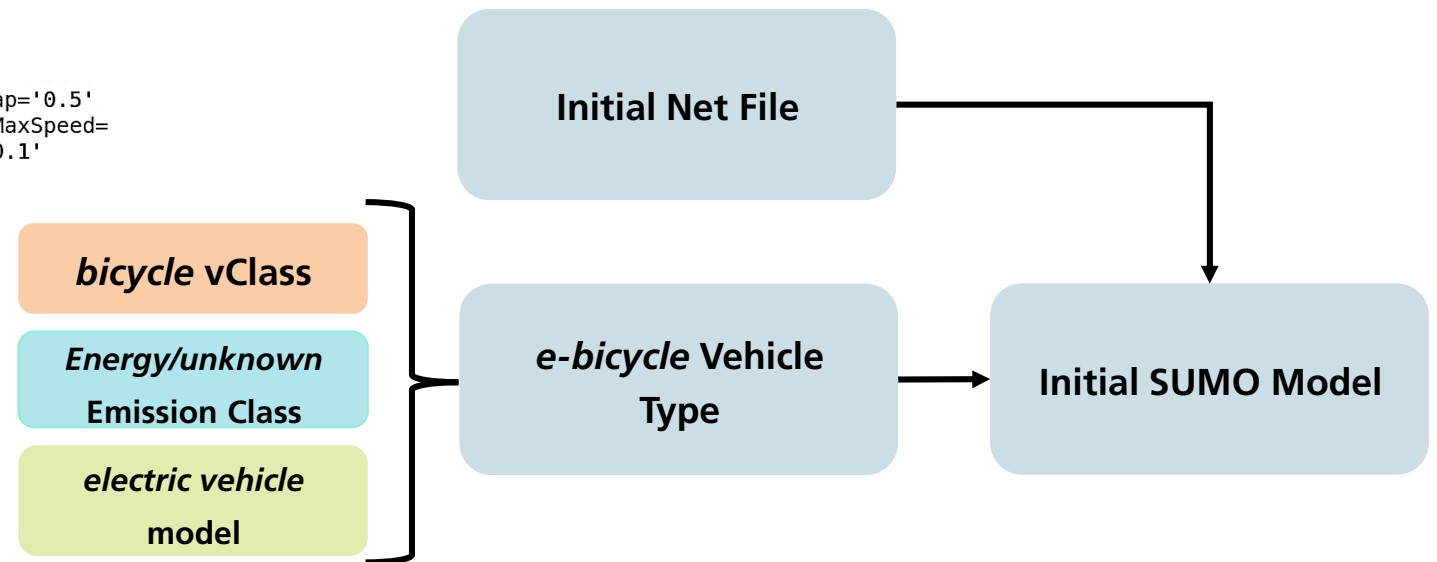 ap='0.5'
MaxSpeed=
0.1'
Initial Net File
bicycle vClass
Energy/unknown
Emission Class
electric vehicle
model
e-bicycle Vehicle
Type
Initial SUMO Model